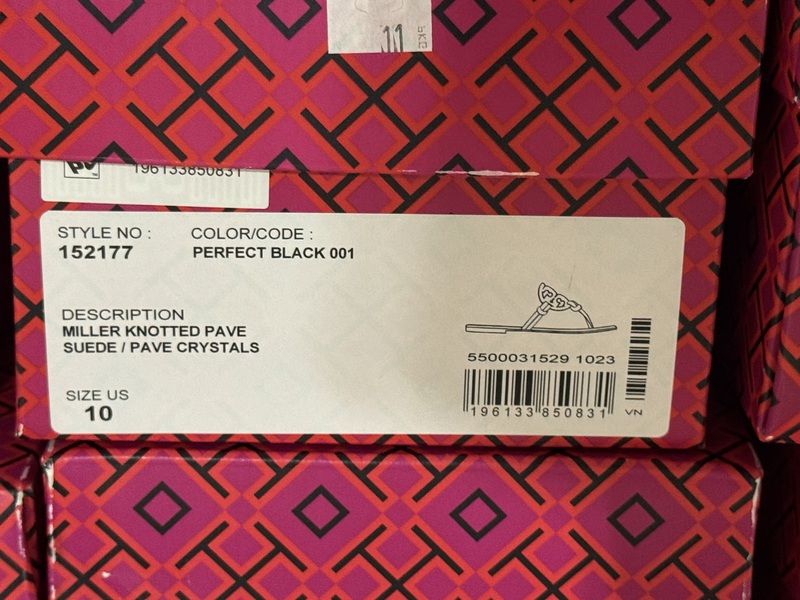 11
196133850831
STYLE NO :
152177
COLOR/CODE :
PERFECT BLACK 001
DESCRIPTION
MILLER KNOTTED PAVE
SUEDE / PAVE CRYSTALS
SIZE US
10
5500031529 1023
196133 850831
VN